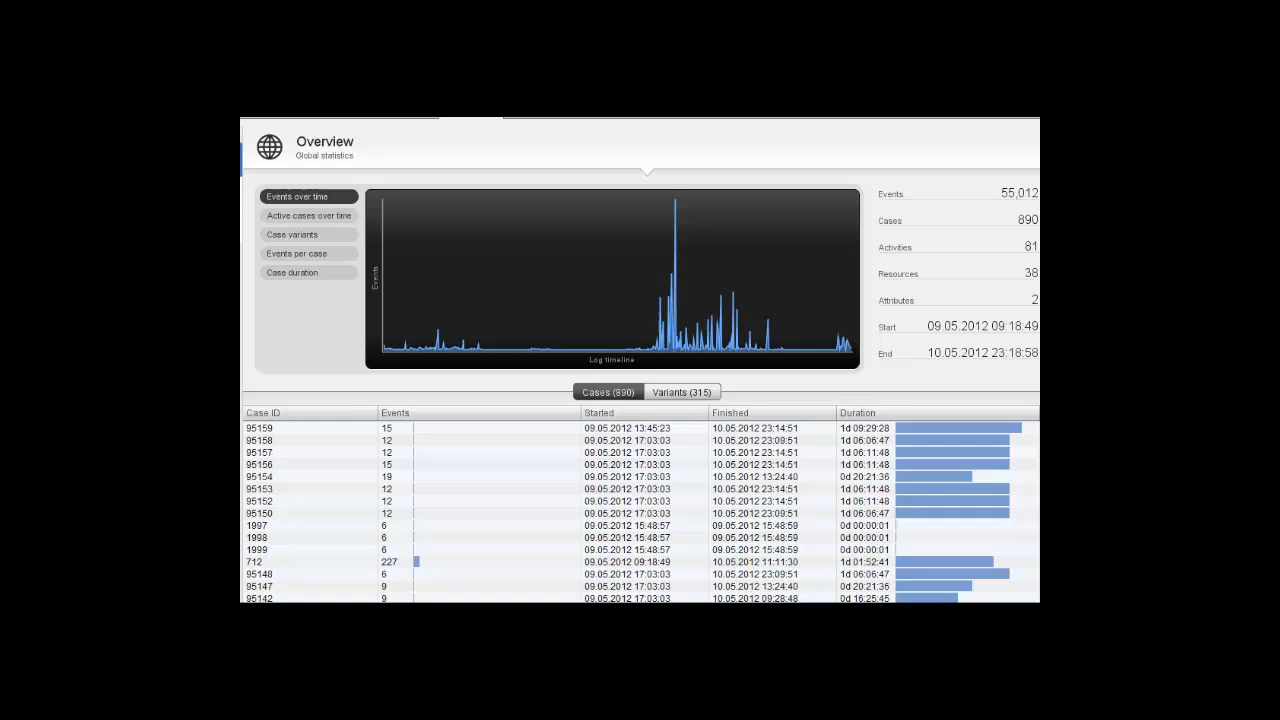 Overview
Global statistics
Events over time
Active cases over time
Case variants
Events per case
Case duration
Events
Log timeline
Events 55,012
Cases 890
Activities 81
Resources 38
Attributes 2
Start 09.05.2012 09:18:49
End 10.05.2012 23:18:58
Cases (890) Variants (315)
Case ID Events Started Finished Duration
95159 15 09.05.2012 13:45:23 10.05.2012 23:14:51 1d 09:29:28
95158 12 09.05.2012 17:03:03 10.05.2012 23:09:51 1d 06:06:47
95157 12 09.05.2012 17:03:03 10.05.2012 23:14:51 1d 06:11:48
95156 15 09.05.2012 17:03:03 10.05.2012 23:14:51 1d 06:11:48
95154 19 09.05.2012 17:03:03 10.05.2012 13:24:40 0d 20:21:36
95153 12 09.05.2012 17:03:03 10.05.2012 23:14:51 1d 06:11:48
95152 12 09.05.2012 17:03:03 10.05.2012 23:14:51 1d 06:11:48
95150 12 09.05.2012 17:03:03 10.05.2012 23:09:51 1d 06:06:47
1997 6 09.05.2012 15:48:57 09.05.2012 15:48:59 0d 00:00:01
1998 6 09.05.2012 15:48:57 09.05.2012 15:48:59 0d 00:00:01
1999 6 09.05.2012 15:48:57 09.05.2012 15:48:59 0d 00:00:01
712 227 09.05.2012 09:18:49 10.05.2012 11:11:30 1d 01:52:41
95148 6 09.05.2012 17:03:03 10.05.2012 23:09:51 1d 06:06:47
95147 9 09.05.2012 17:03:03 10.05.2012 13:24:40 0d 20:21:36
95142 9 09.05.2012 17:03:03 10.05.2012 09:28:48 0d 16:25:45